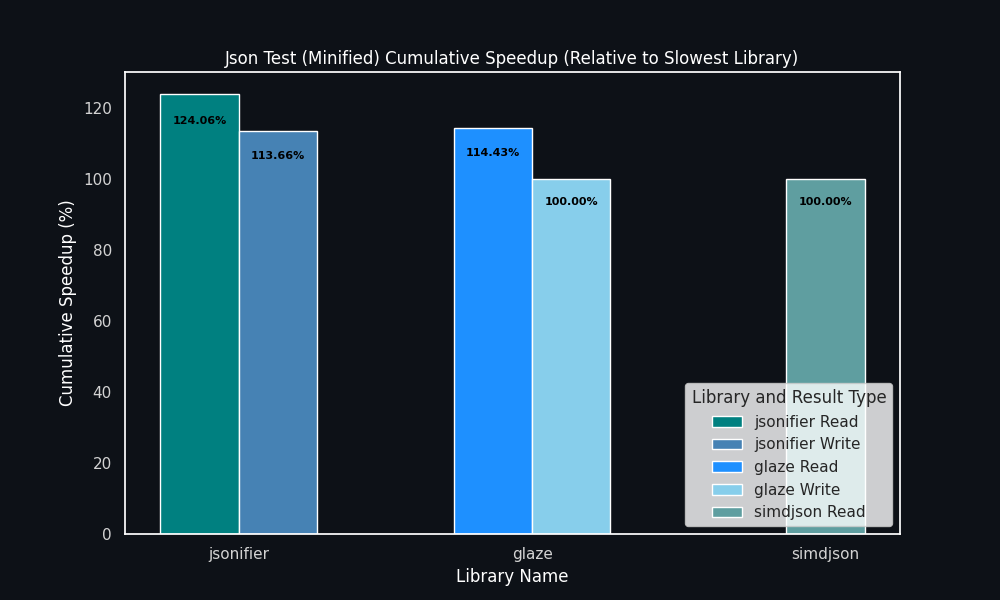 Json Test (Minified) Cumulative Speedup (Relative to Slowest Library)
Cumulative Speedup (%)
120
100
80
60
40
20
0
124.06%
113.66%
114.43%
100.00%
100.00%
Library and Result Type
jsonifier Read
jsonifier Write
glaze Read
glaze Write
simdjson Read
jsonifier
glaze
simdjson
Library Name